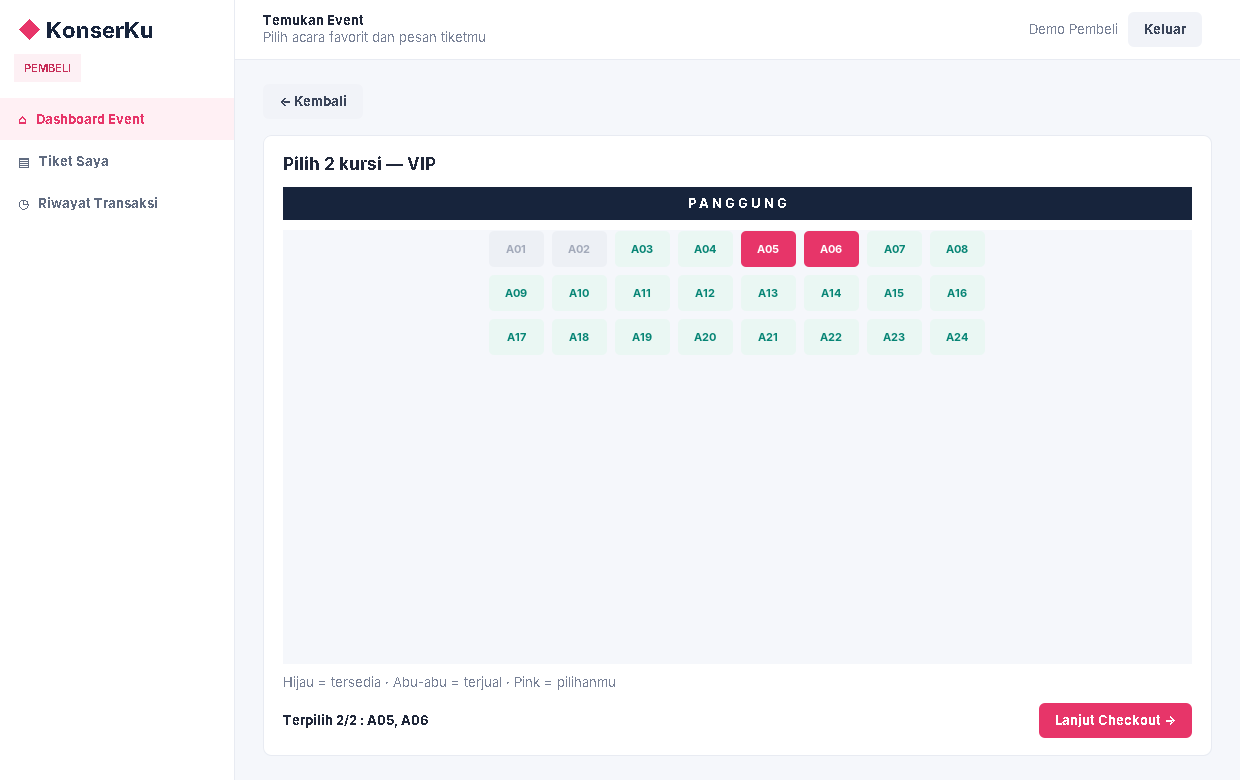 KonserKu
PEMBELI
Dashboard Event
Tiket Saya
Riwayat Transaksi
Temukan Event
Pilih acara favorit dan pesan tiketmu
Demo Pembeli
Keluar
← Kembali
Pilih 2 kursi — VIP
PANGGUNG
A01 A02 A03 A04 A05 A06 A07 A08
A09 A10 A11 A12 A13 A14 A15 A16
A17 A18 A19 A20 A21 A22 A23 A24
Hijau = tersedia · Abu-abu = terjual · Pink = pilihanmu
Terpilih 2/2 : A05, A06
Lanjut Checkout →